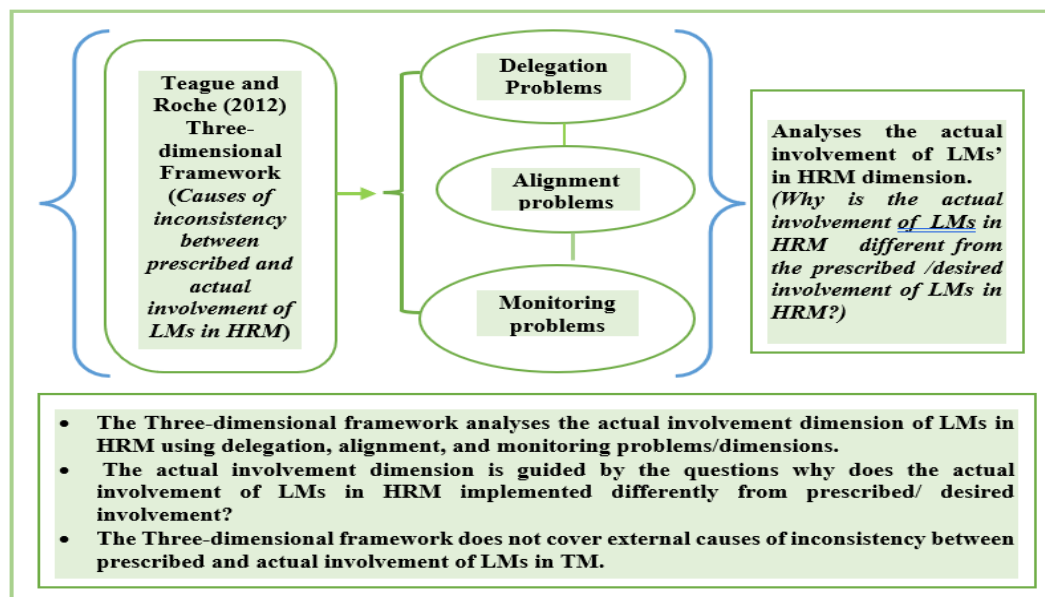 Teague and
Roche (2012)
Three-
dimensional
Framework
(Causes of
inconsistency
between
prescribed and
actual
involvement of
LMs in HRM)
Delegation
Problems
Alignment
problems
Monitoring
problems
Analyses the actual
involvement of LMs’
in HRM dimension.
(Why is the actual
involvement of LMs in
HRM different from
the prescribed /desired
involvement of LMs in
HRM?)
• The Three-dimensional framework analyses the actual involvement dimension of LMs in
HRM using delegation, alignment, and monitoring problems/dimensions.
• The actual involvement dimension is guided by the questions why does the actual
involvement of LMs in HRM implemented differently from prescribed/ desired
involvement?
• The Three-dimensional framework does not cover external causes of inconsistency between
prescribed and actual involvement of LMs in TM.